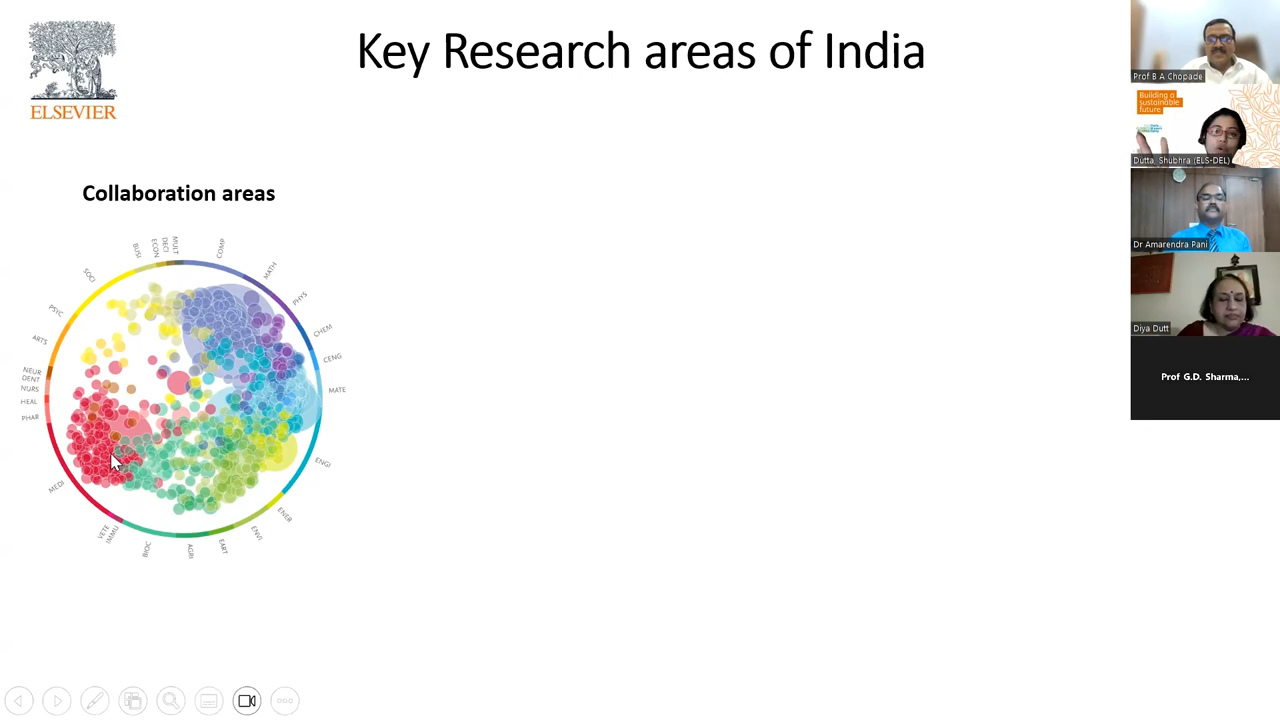 Key Research areas of India
ELSEVIER
Collaboration areas
MULT
DECI
ECON
BUSI
SOCI
PSYC
ARTS
NEUR
DENT
NURS
HEAL
PHAR
MEDI
VETE
IMMU
BIOC
AGRI
EART
ENVI
ENER
ENGI
MATE
CENG
CHEM
PHYS
MATH
COMP
Prof B A Chopade
Building a
sustainable
future
Dutta, Shubhra (ELS-DEL)
Dr Amarendra Pani
Diya Dutt
Prof G.D. Sharma,...